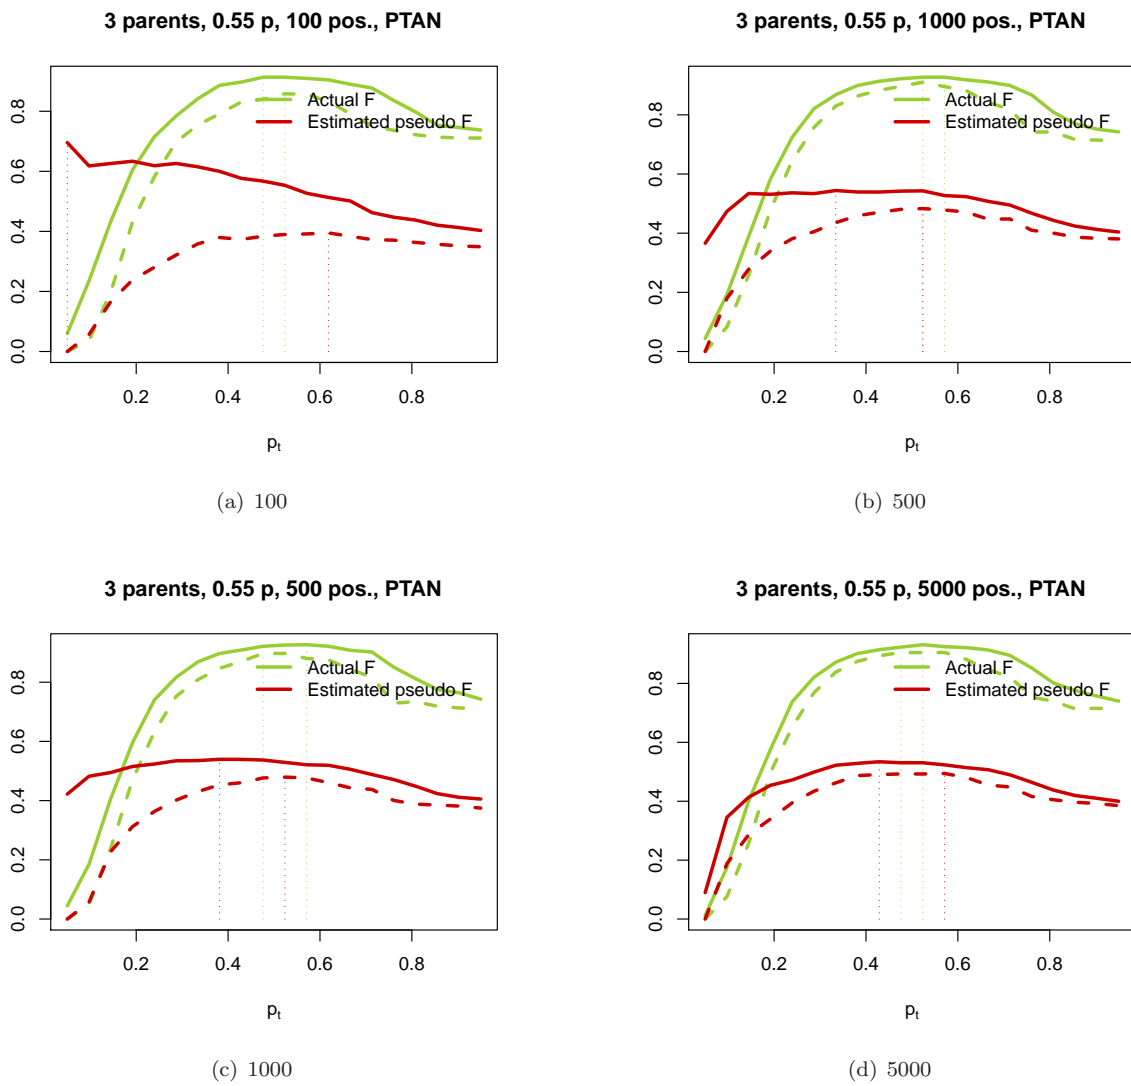 3 parents, 0.55 p, 100 pos., PTAN
Actual F
Estimated pseudo F
0.0
0.2
0.4
0.6
0.8
0.2 0.4 0.6 0.8
pₜ
(a) 100
3 parents, 0.55 p, 1000 pos., PTAN
Actual F
Estimated pseudo F
0.0
0.2
0.4
0.6
0.8
0.2 0.4 0.6 0.8
pₜ
(b) 500
3 parents, 0.55 p, 500 pos., PTAN
Actual F
Estimated pseudo F
0.0
0.2
0.4
0.6
0.8
0.2 0.4 0.6 0.8
pₜ
(c) 1000
3 parents, 0.55 p, 5000 pos., PTAN
Actual F
Estimated pseudo F
0.0
0.2
0.4
0.6
0.8
0.2 0.4 0.6 0.8
pₜ
(d) 5000